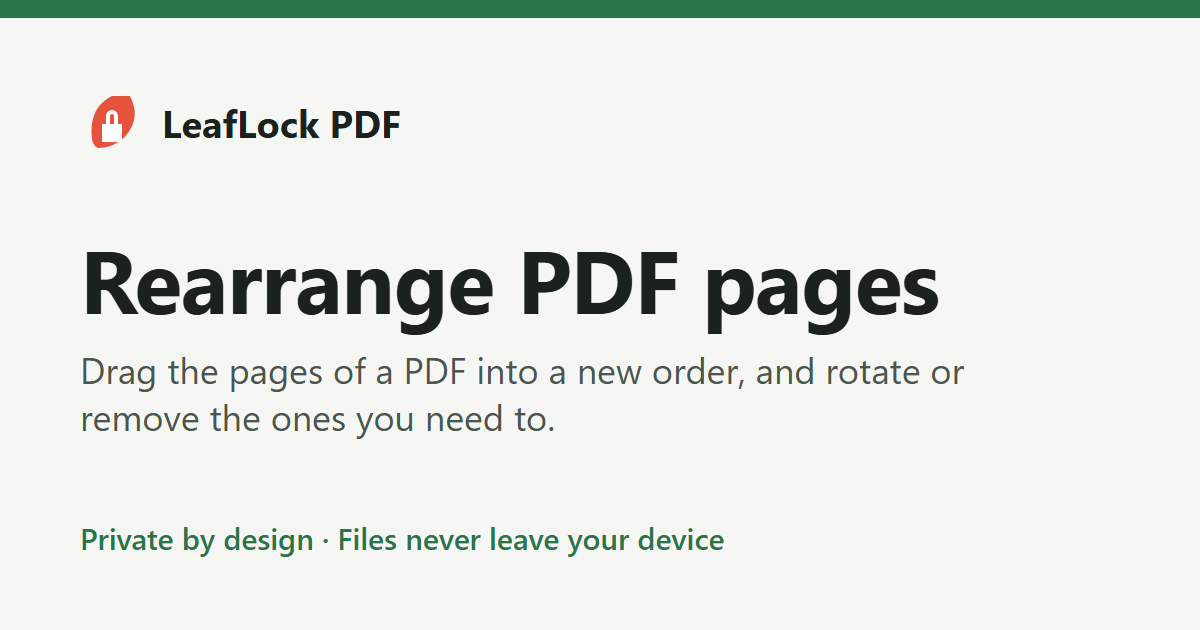 LeafLock PDF
Rearrange PDF pages
Drag the pages of a PDF into a new order, and rotate or
remove the ones you need to.
Private by design · Files never leave your device